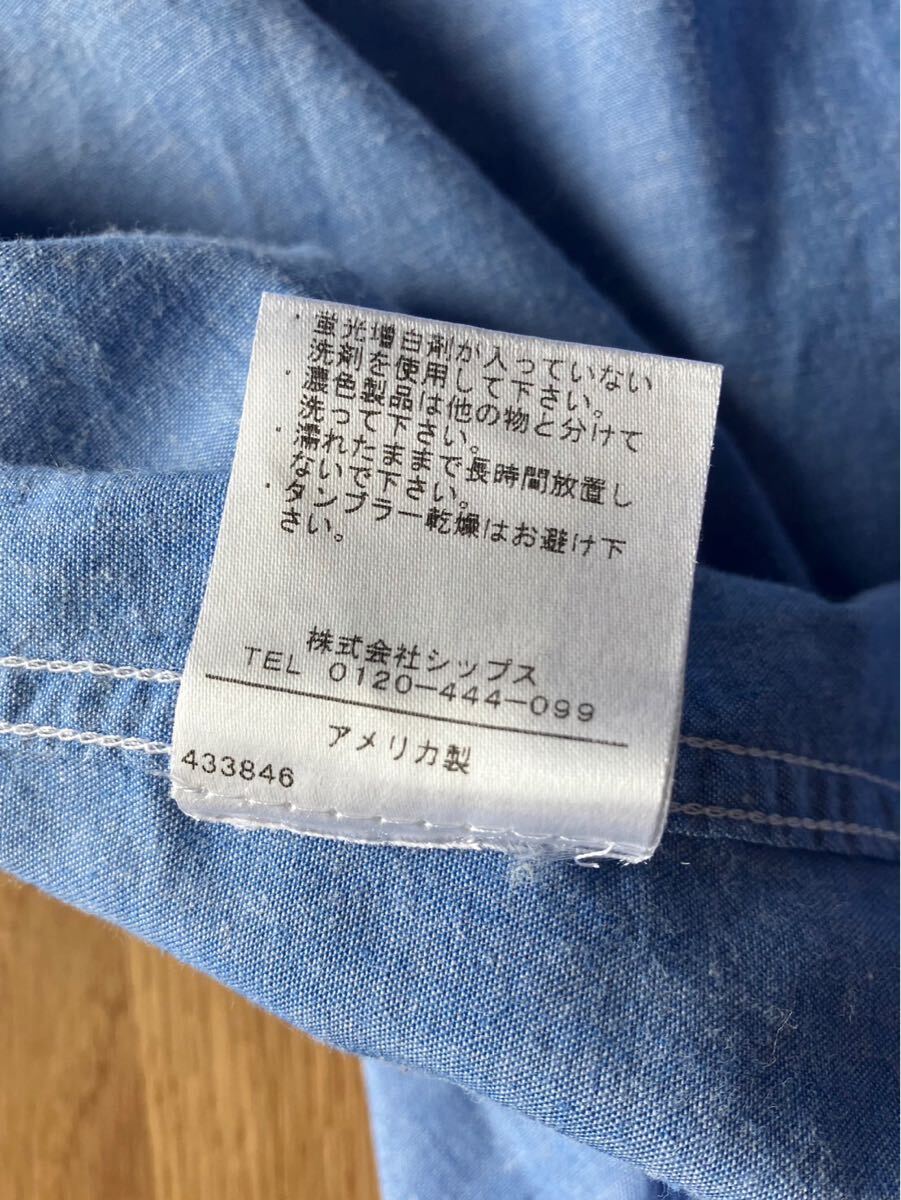 ・蛍光増白剤が入っていない
洗剤を使用して下さい。
・濃色製品は他の物と分けて
洗って下さい。
・濡れたままで長時間放置し
ないで下さい。
・タンブラー乾燥はお避け下
さい。
株式会社シップス
TEL 0120-444-099
アメリカ製
433846